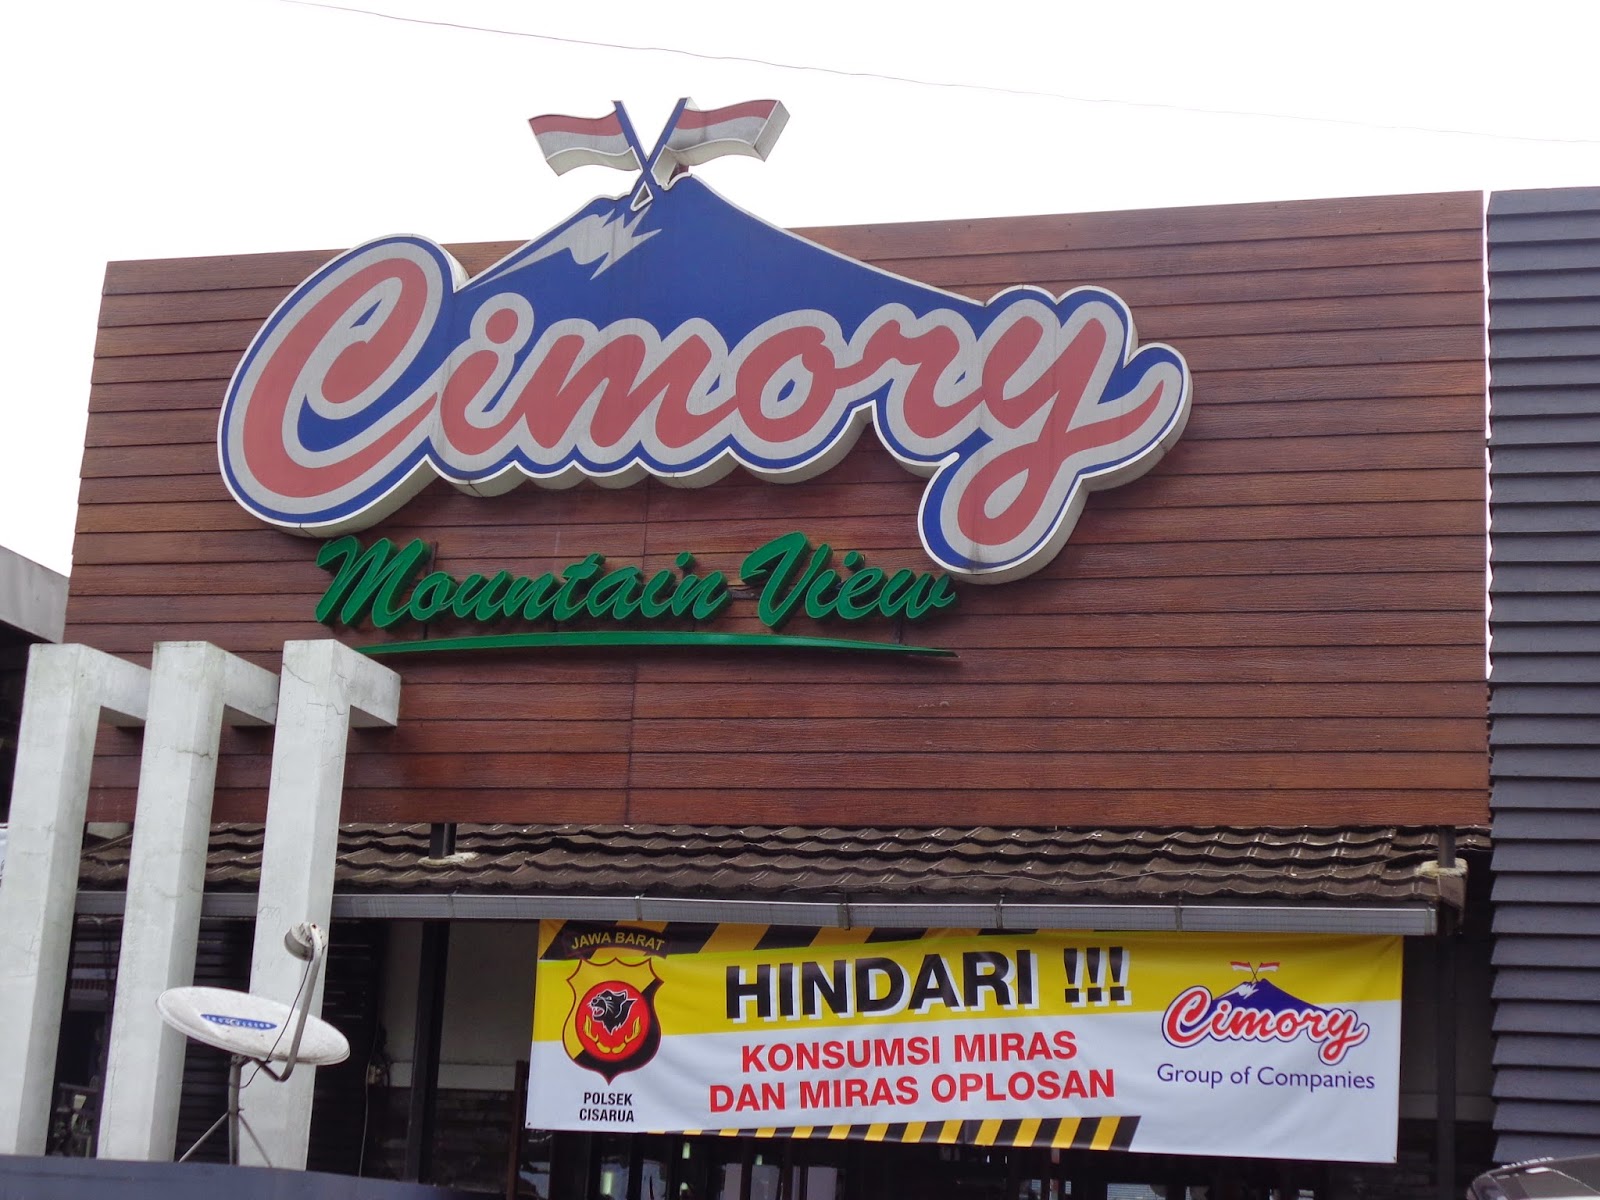 Cimory
Mountain View
JAWA BARAT
POLSEK
CISARUA
HINDARI !!!
KONSUMSI MIRAS
DAN MIRAS OPLOSAN
Cimory
Group of Companies